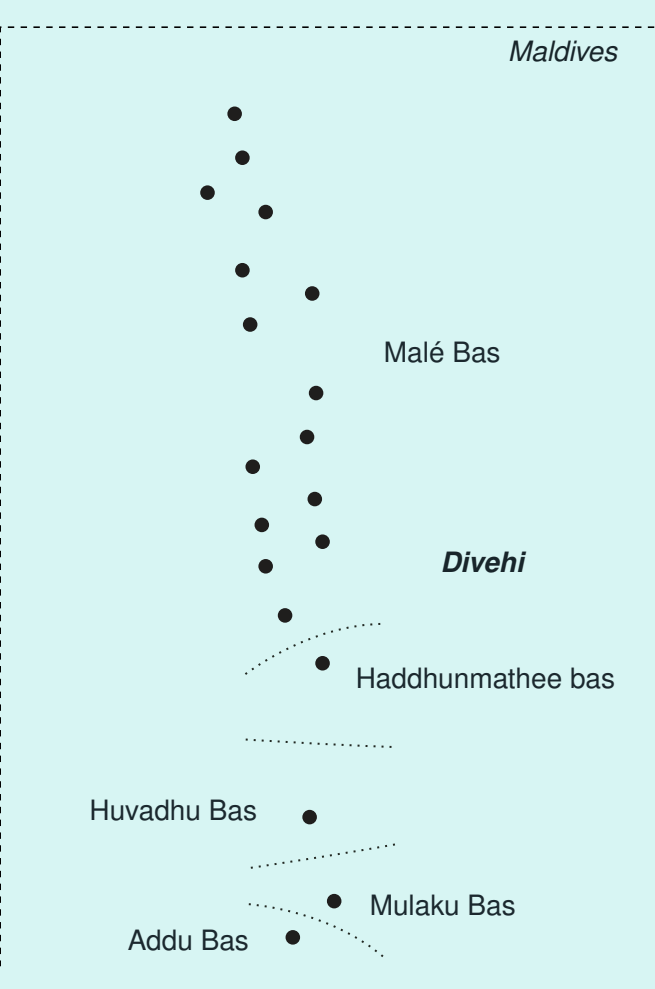 Maldives
Malé Bas
Divehi
Haddhunmathee bas
Huvadhu Bas
Mulaku Bas
Addu Bas